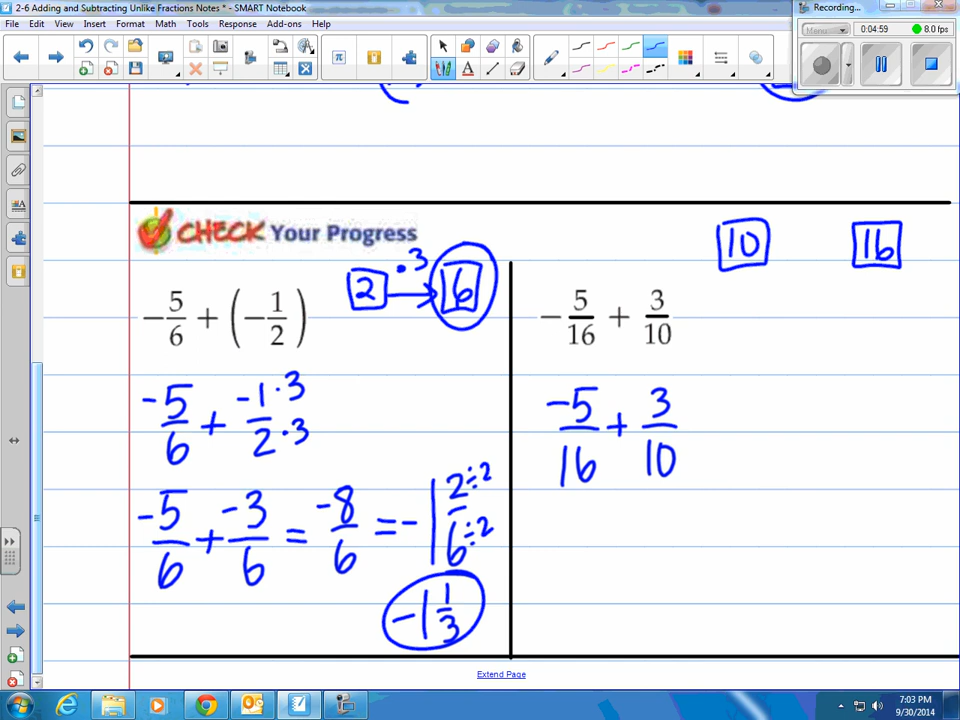 2-6 Adding and Subtracting Unlike Fractions Notes * - SMART Notebook
Recording...
File Edit View Insert Format Math Tools Response Add-ons Help
Menu
0:04:59
8.0 fps
CHECK Your Progress
10 16
2 · 3 6
-5/6 + (-1/2)
-5/16 + 3/10
-5/6 + -1·3/2·3
-5/16 + 3/10
-5/6 + -3/6 = -8/6 = -1 2÷2/6÷2
-1 1/3
Extend Page
7:03 PM
9/30/2014